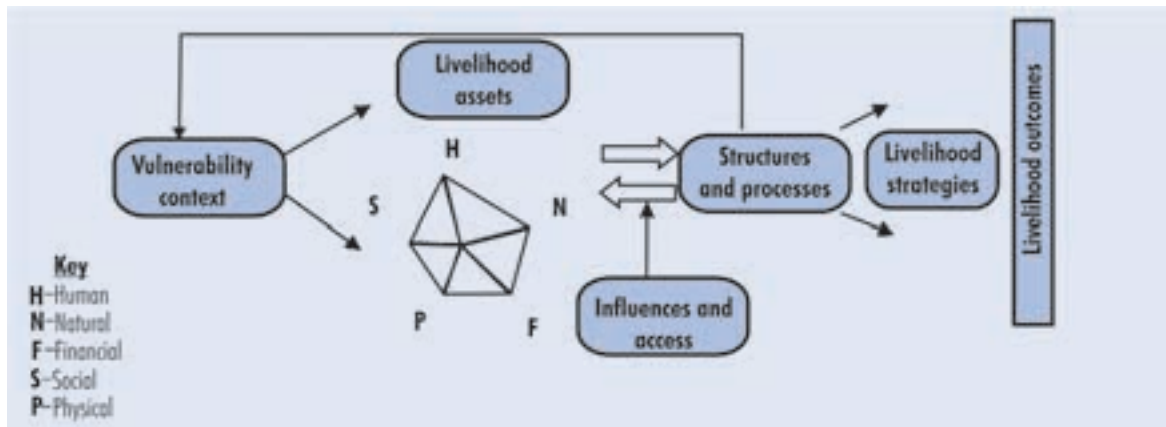 Livelihood
assets
Vulnerability
context
H
S
N
P
F
Structures
and processes
Livelihood
strategies
Livelihood outcomes
Influences and
access
Key
H–Human
N–Natural
F–Financial
S–Social
P–Physical